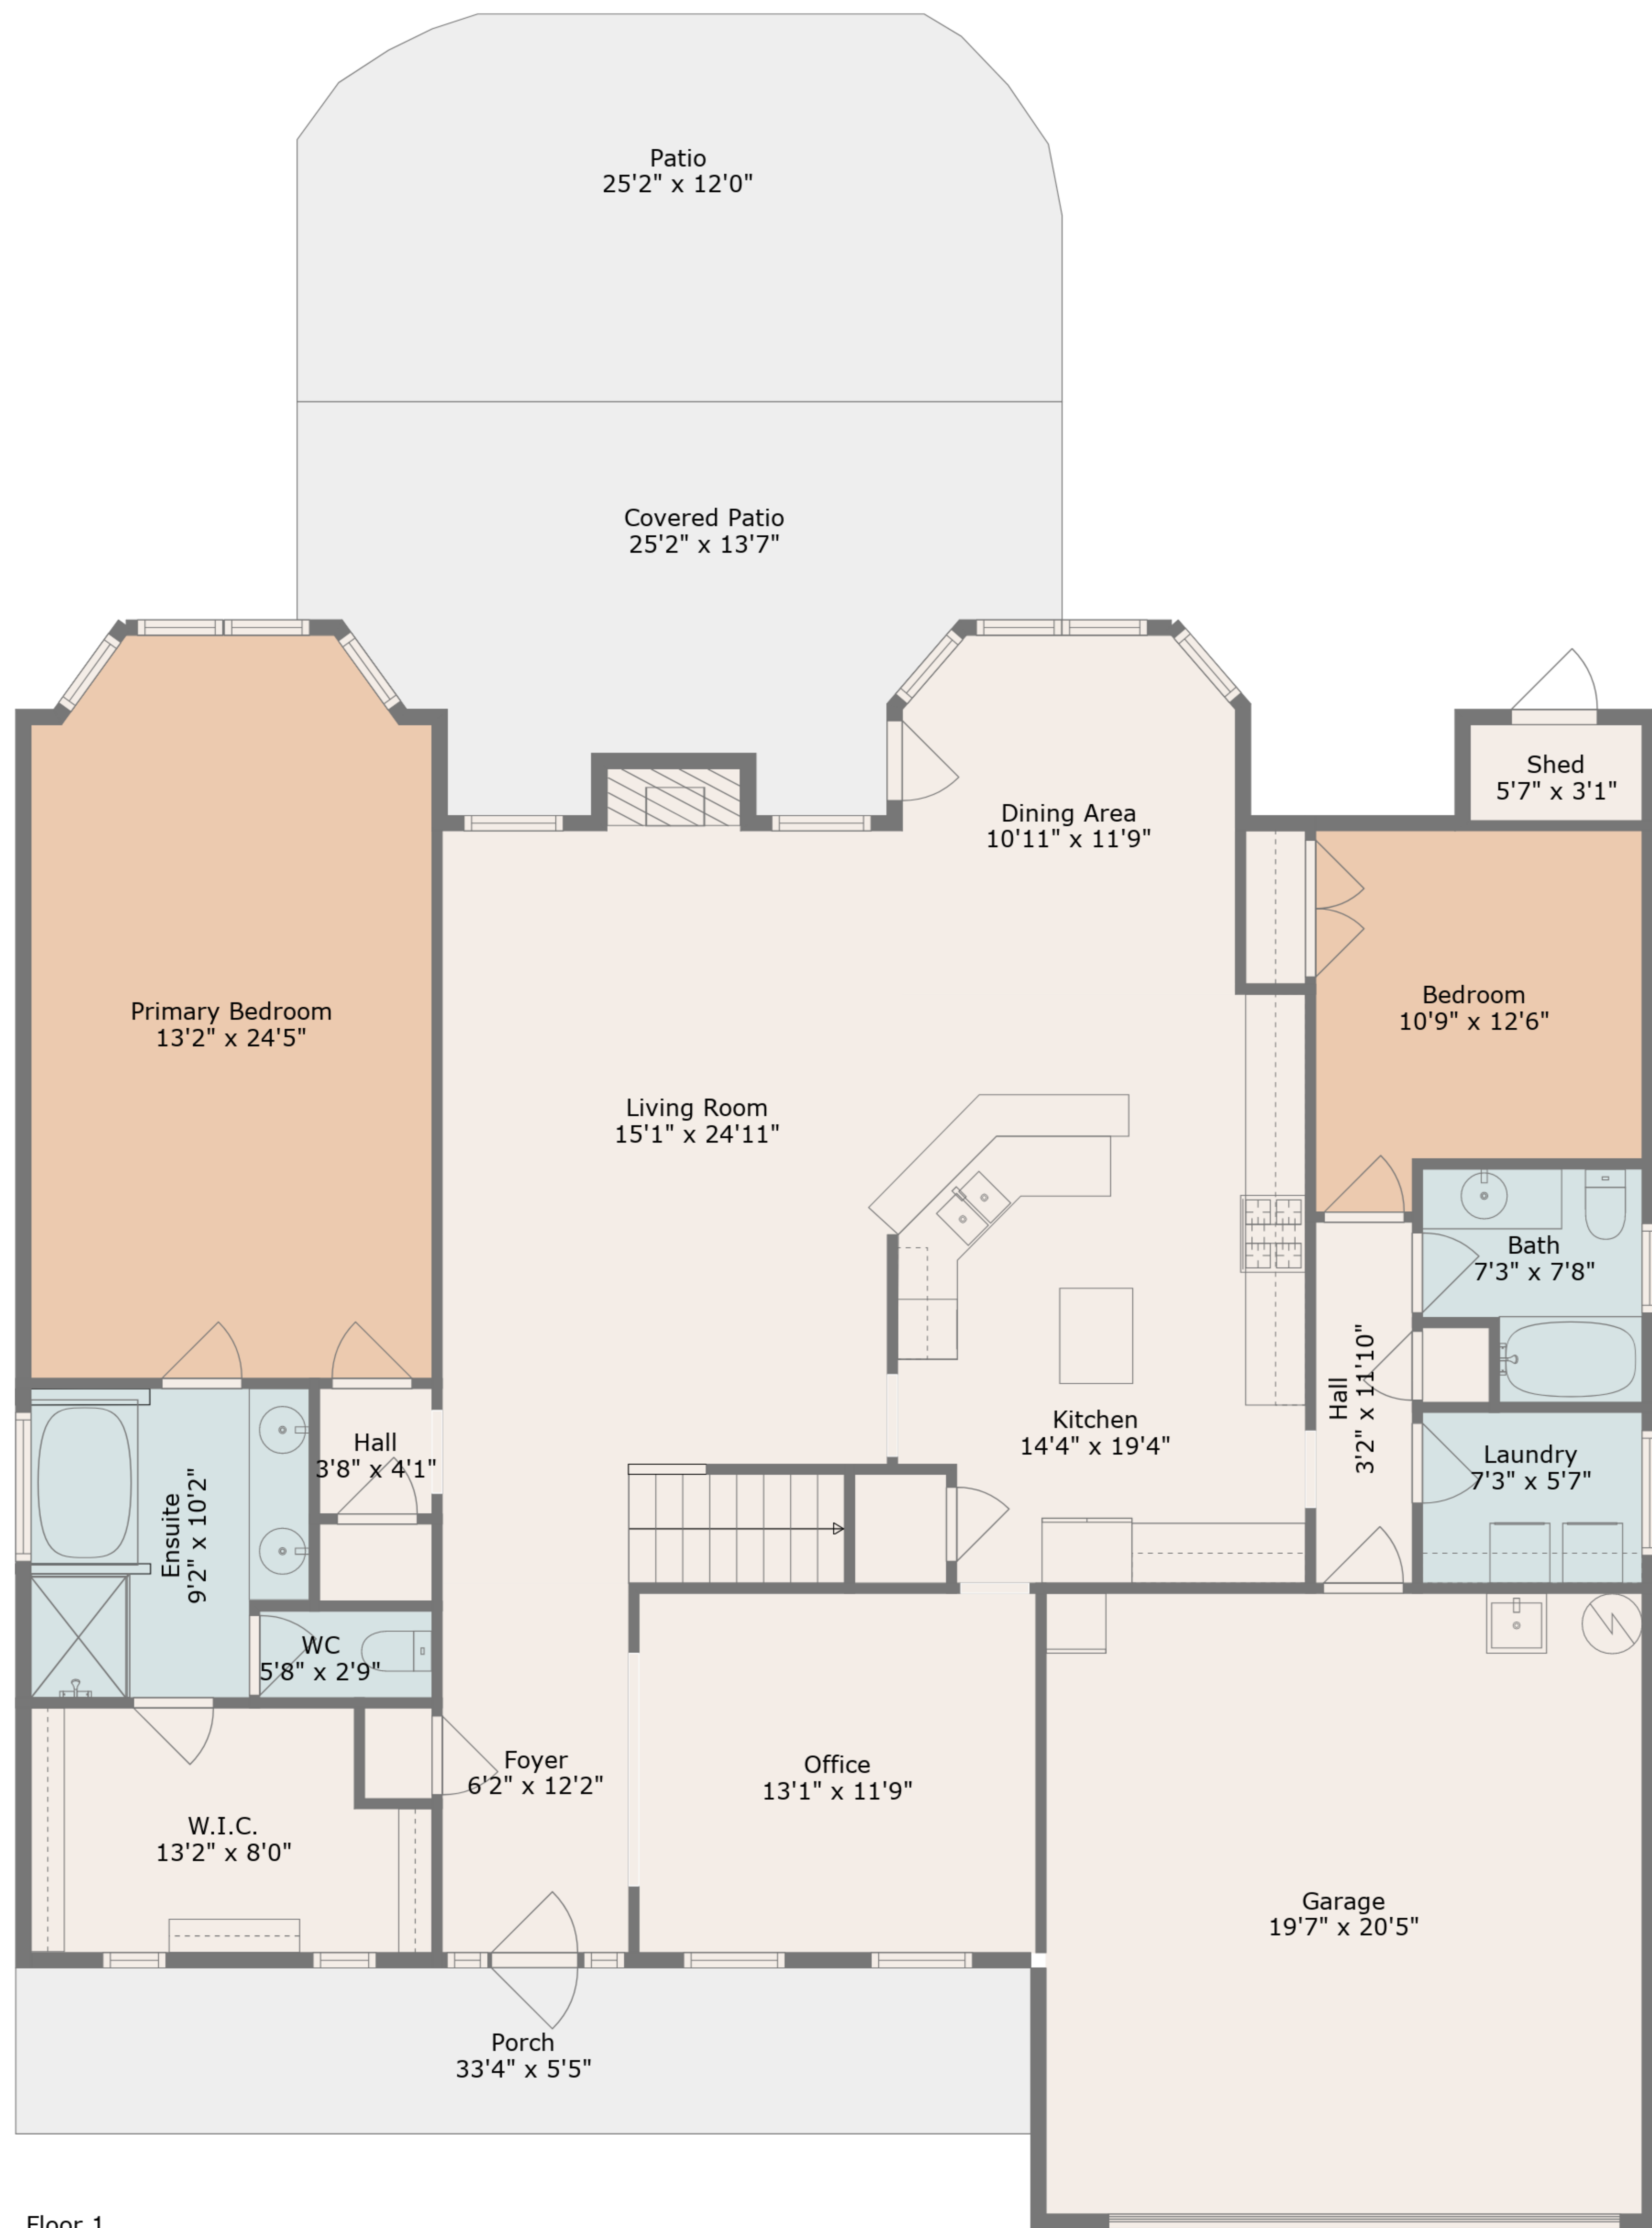 Patio
25'2" x 12'0"
Covered Patio
25'2" x 13'7"
Shed
5'7" x 3'1"
Dining Area
10'11" x 11'9"
Primary Bedroom
13'2" x 24'5"
Bedroom
10'9" x 12'6"
Living Room
15'1" x 24'11"
Bath
7'3" x 7'8"
Hall
3'2" x 11'10"
Kitchen
14'4" x 19'4"
Hall
3'8" x 4'1"
Laundry
7'3" x 5'7"
Ensuite
9'2" x 10'2"
WC
5'8" x 2'9"
Foyer
6'2" x 12'2"
Office
13'1" x 11'9"
W.I.C.
13'2" x 8'0"
Garage
19'7" x 20'5"
Porch
33'4" x 5'5"
Floor 1